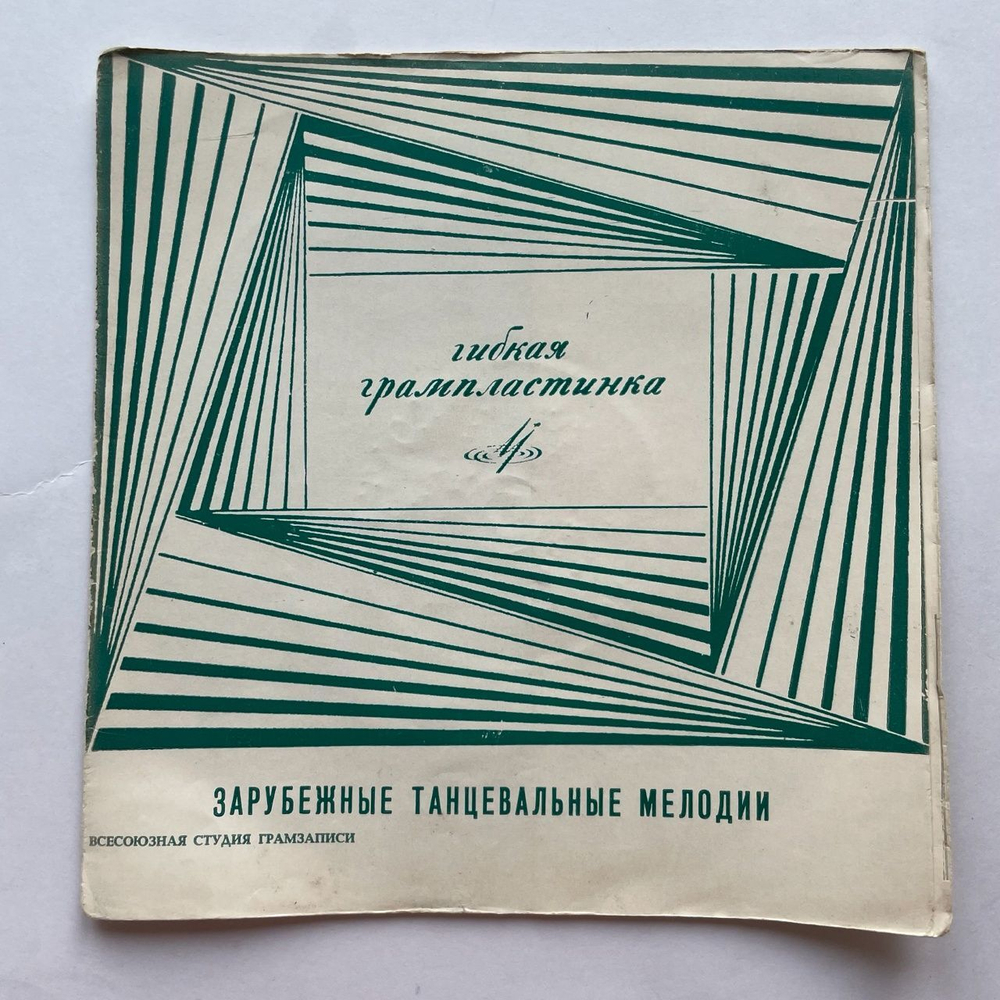 гибкая
грампластинка
ЗАРУБЕЖНЫЕ ТАНЦЕВАЛЬНЫЕ МЕЛОДИИ
ВСЕСОЮЗНАЯ СТУДИЯ ГРАМЗАПИСИ